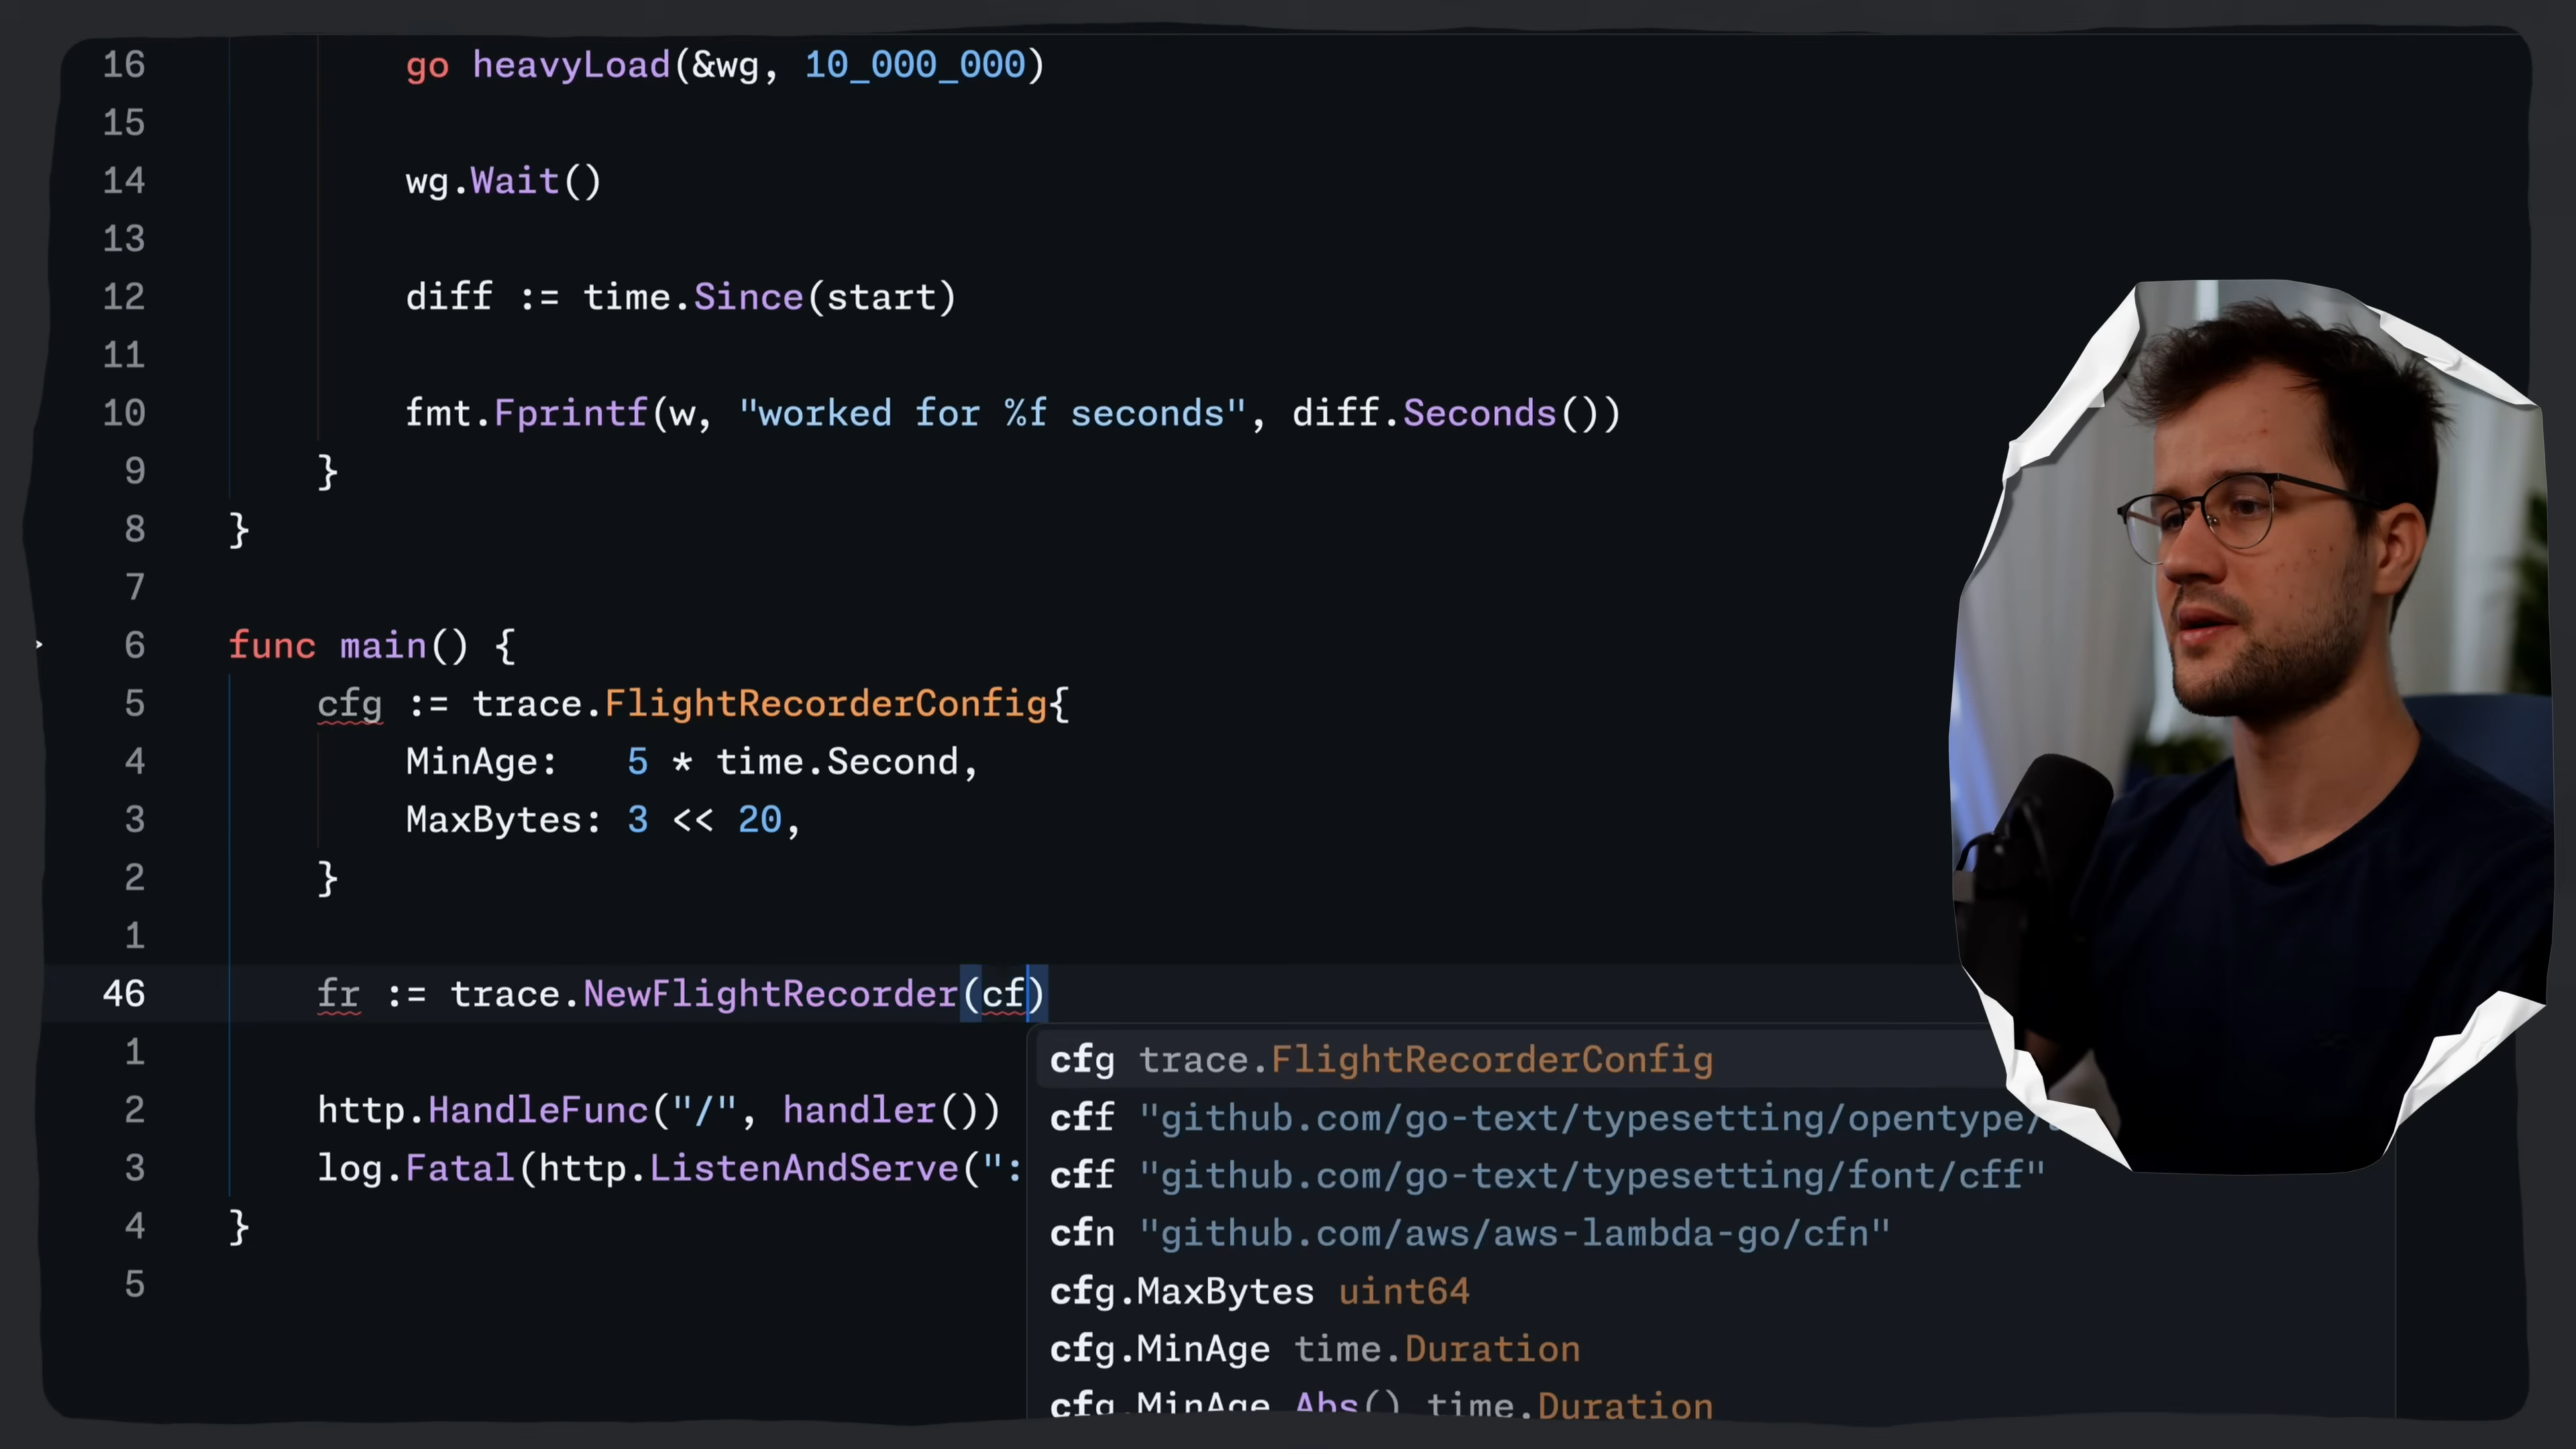 16 go heavyLoad(&wg, 10_000_000)
15
14 wg.Wait()
13
12 diff := time.Since(start)
11
10 fmt.Fprintf(w, "worked for %f seconds", diff.Seconds())
9 }
8 }
7
6 func main() {
5 cfg := trace.FlightRecorderConfig{
4 MinAge: 5 * time.Second,
3 MaxBytes: 3 << 20,
2 }
1
46 fr := trace.NewFlightRecorder(cf)
1
cfg trace.FlightRecorderConfig
2 http.HandleFunc("/", handler())
cff "github.com/go-text/typesetting/opentype/
3 log.Fatal(http.ListenAndServe(":
cff "github.com/go-text/typesetting/font/cff"
4 }
cfn "github.com/aws/aws-lambda-go/cfn"
5
cfg.MaxBytes uint64
cfg.MinAge time.Duration
cfg.MinAge Abs() time.Duration